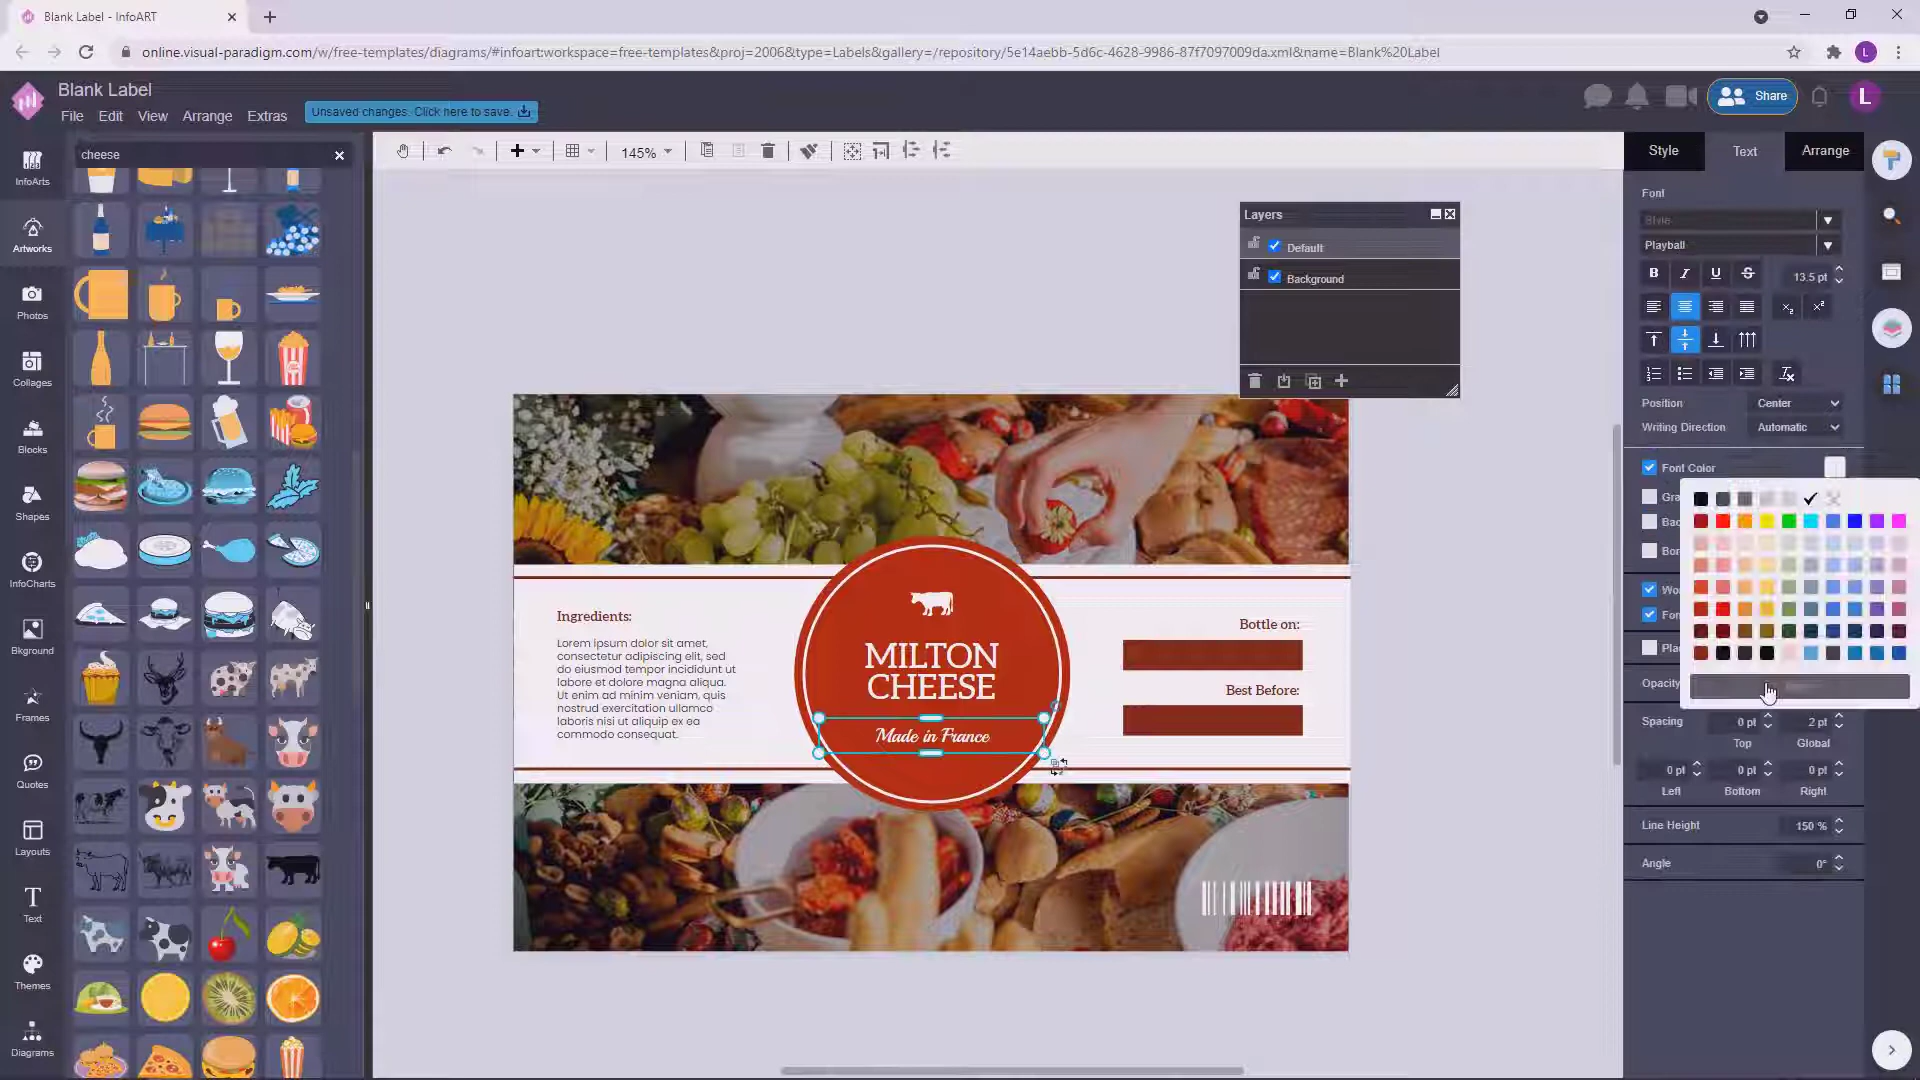 Blank Label - InfoART
online.visual-paradigm.com/w/free-templates/diagrams/#infoart:workspace=free-templates&proj=2006&type=Labels&gallery=/repository/5e14aebb-5d6c-4628-9986-87f7097009da.xml&name=Blank%20Label
L
Blank Label
File Edit View Arrange Extras
Unsaved changes. Click here to save.
Share
L
cheese
145%
InfoArts
Artworks
Photos
Collages
Blocks
Shapes
InfoCharts
Bkground
Frames
Quotes
Layouts
Text
Themes
Diagrams
Layers
Default
Background
Ingredients:
Lorem ipsum dolor sit amet,
consectetur adipiscing elit, sed
do eiusmod tempor incididunt ut
labore et dolore magna aliqua.
Ut enim ad minim veniam, quis
nostrud exercitation ullamco
laboris nisi ut aliquip ex ea
commodo consequat.
MILTON
CHEESE
Made in France
Bottle on:
Best Before:
Style Text Arrange
Font
Style
Playball
B I U S 13.5 pt
Position Center
Writing Direction Automatic
Font Color
Gra
Bac
Bor
Wo
Fon
Pla
Opacity
Spacing 0 pt 2 pt
Top Global
0 pt 0 pt 0 pt
Left Bottom Right
Line Height 150 %
Angle 0°